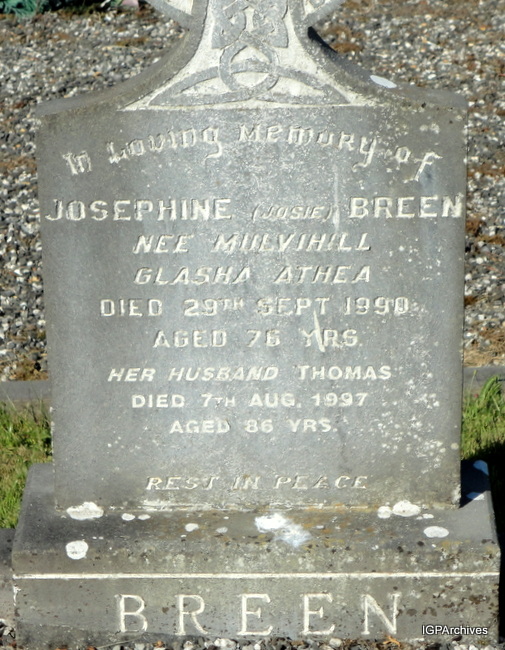 In Loving Memory of
JOSEPHINE (JOSIE) BREEN
NEE MULVIHILL
GLASHA ATHEA
DIED 29TH SEPT 1990
AGED 76 YRS.
HER HUSBAND THOMAS
DIED 7TH AUG, 1997
AGED 86 YRS.
REST IN PEACE
BREEN
IGPArchives